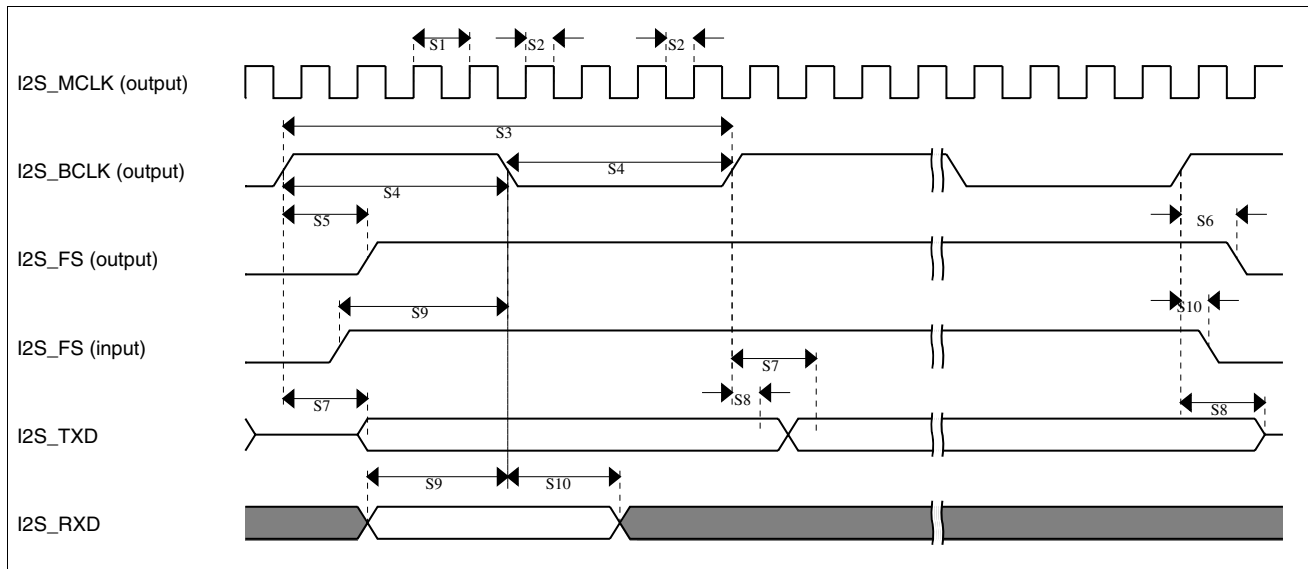 S1 S2 S2
I2S_MCLK (output)
S3
I2S_BCLK (output) S4
S4
S5 S6
I2S_FS (output)
S9 S10
I2S_FS (input)
S7
S7 S8 S8
I2S_TXD
S9 S10
I2S_RXD